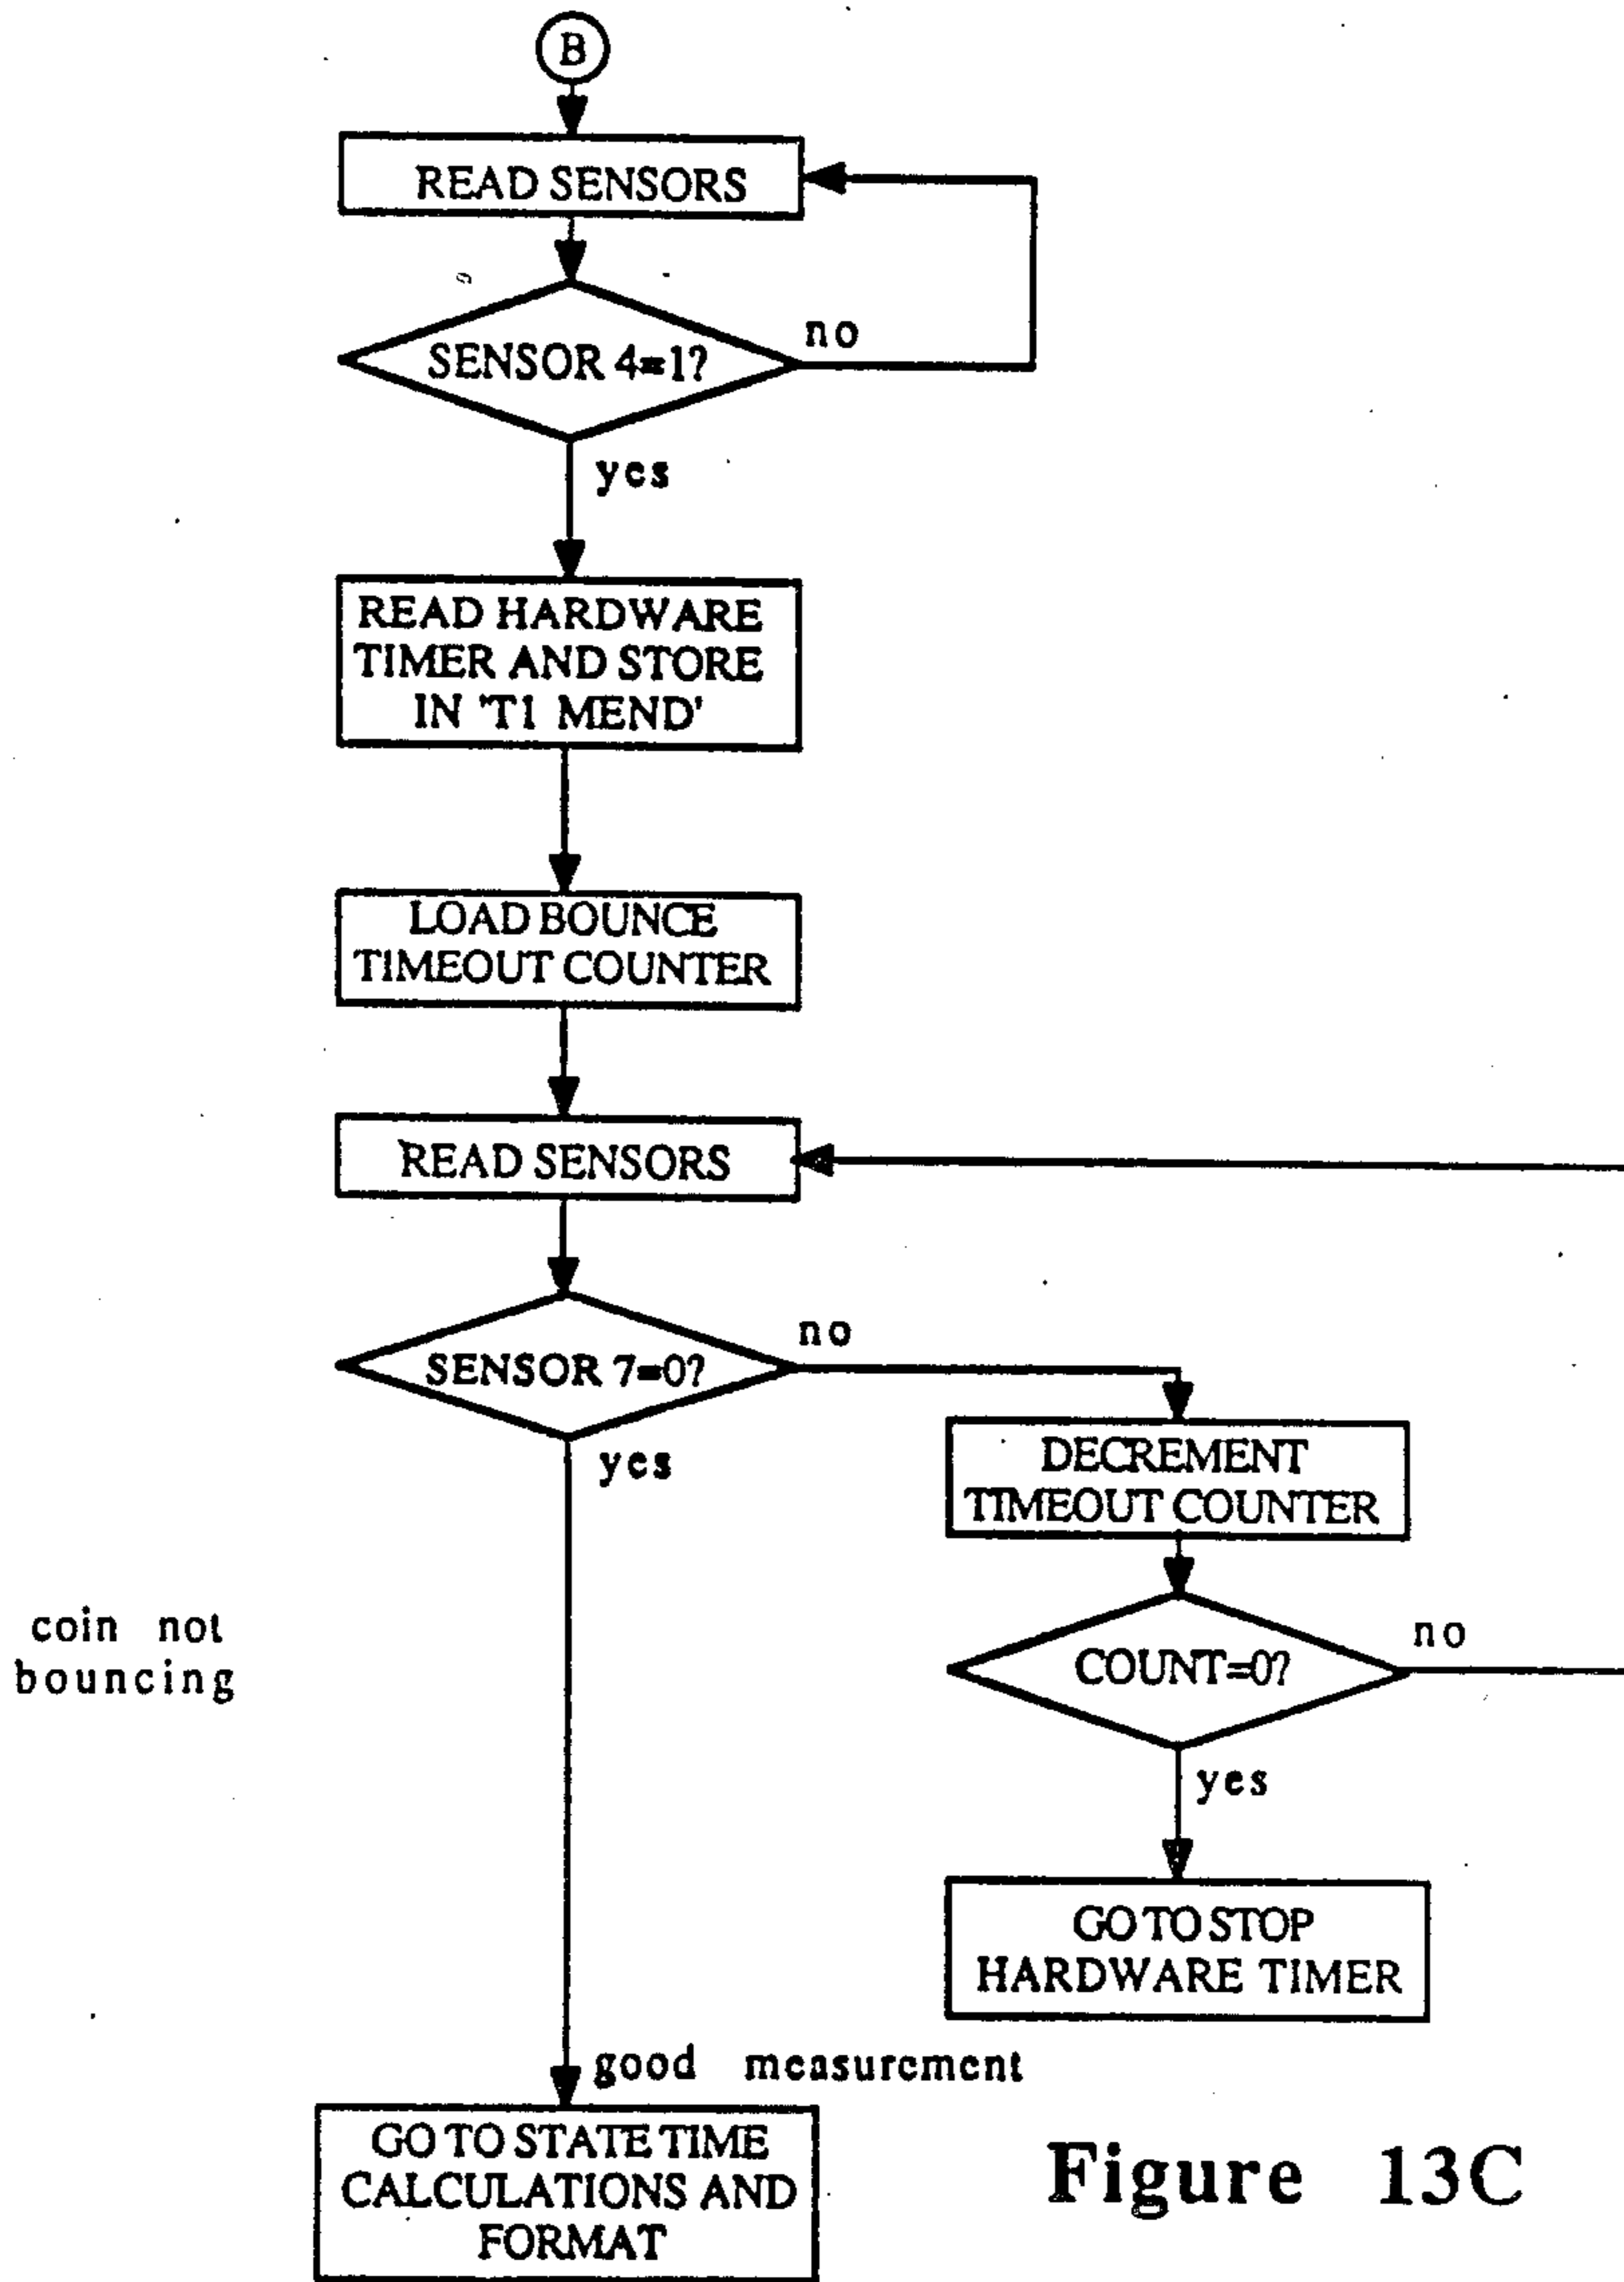 B
READ SENSORS
SENSOR 4=1?
no
yes
READ HARDWARE
TIMER AND STORE
IN 'T1 MEND'
LOAD BOUNCE
TIMEOUT COUNTER
READ SENSORS
SENSOR 7=0?
no
yes
DECREMENT
TIMEOUT COUNTER
COUNT=0?
no
yes
coin not
bouncing
GO TO STOP
HARDWARE TIMER
good measurement
GO TO STATE TIME
CALCULATIONS AND
FORMAT
Figure 13C